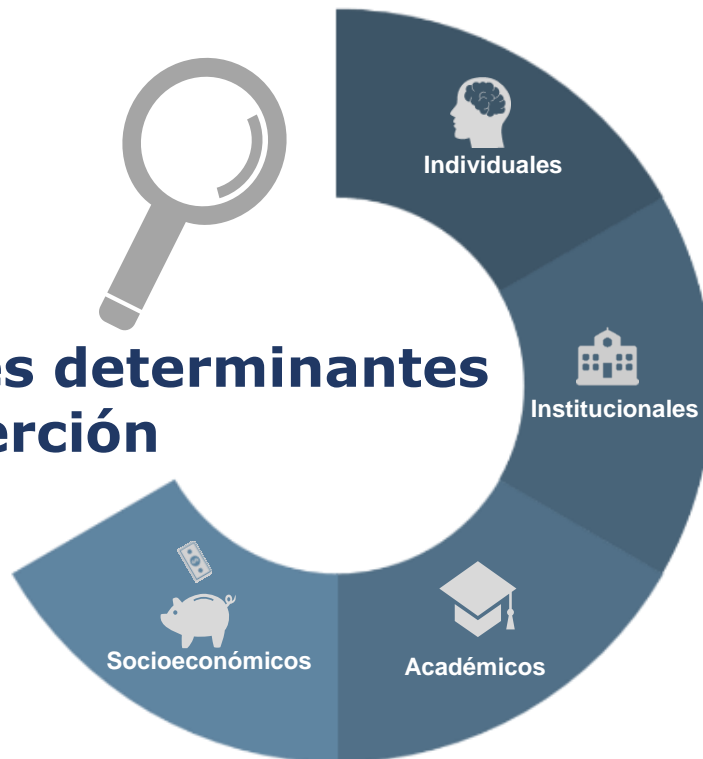 Individuales
es determinantes
erción
Institucionales
Socioeconómicos
Académicos